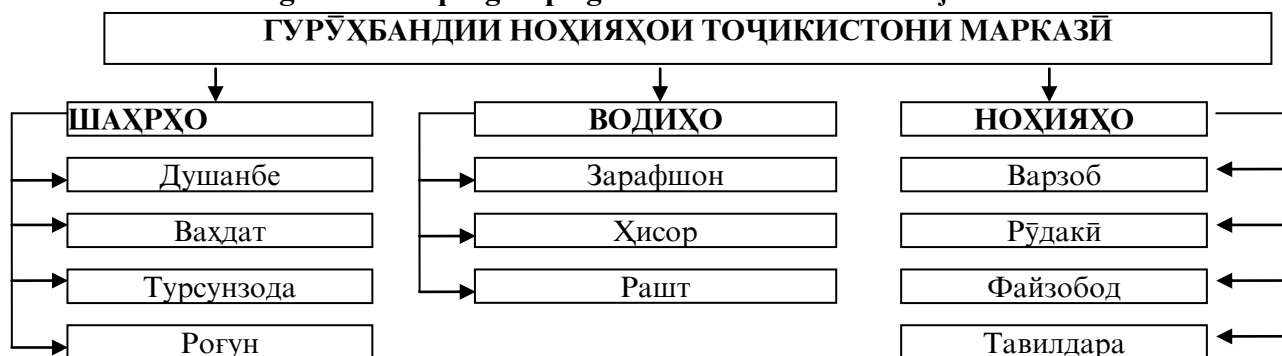 ГУРӮҲБАНДИИ НОҲИЯҲОИ ТОҶИКИСТОНИ МАРКАЗӢ
ШАҲРҲО
ВОДИҲО
НОҲИЯҲО
Душанбе
Зарафшон
Варзоб
Ваҳдат
Ҳисор
Рӯдакӣ
Турсунзода
Рашт
Файзобод
Роғун
Тавилдара